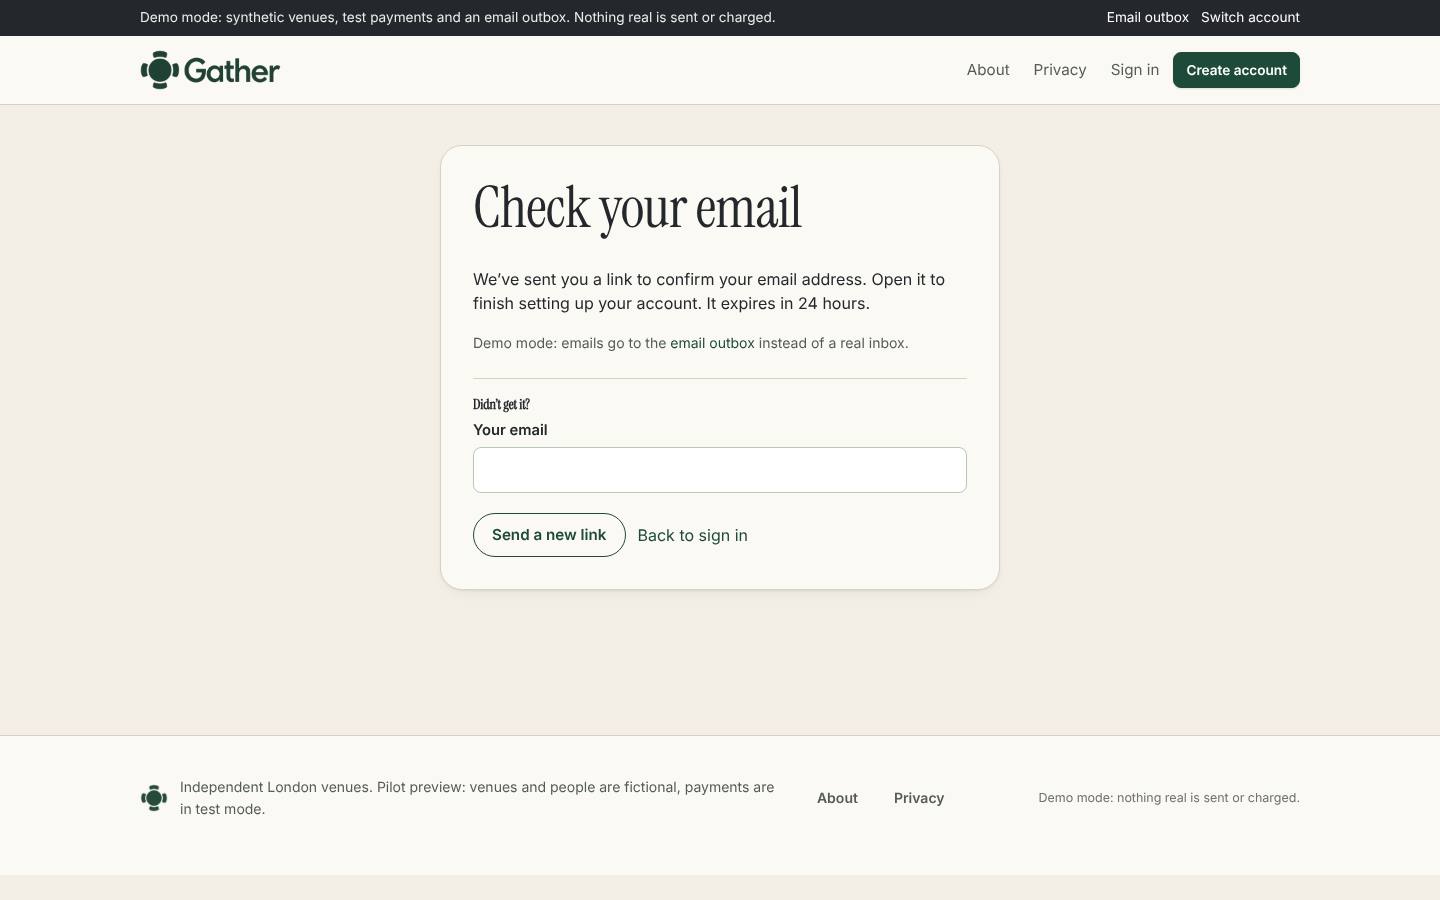 Demo mode: synthetic venues, test payments and an email outbox. Nothing real is sent or charged.
Email outbox Switch account
Gather
About Privacy Sign in Create account
Check your email
We’ve sent you a link to confirm your email address. Open it to
finish setting up your account. It expires in 24 hours.
Demo mode: emails go to the email outbox instead of a real inbox.
Didn’t get it?
Your email
Send a new link Back to sign in
Independent London venues. Pilot preview: venues and people are fictional, payments are
in test mode.
About Privacy
Demo mode: nothing real is sent or charged.